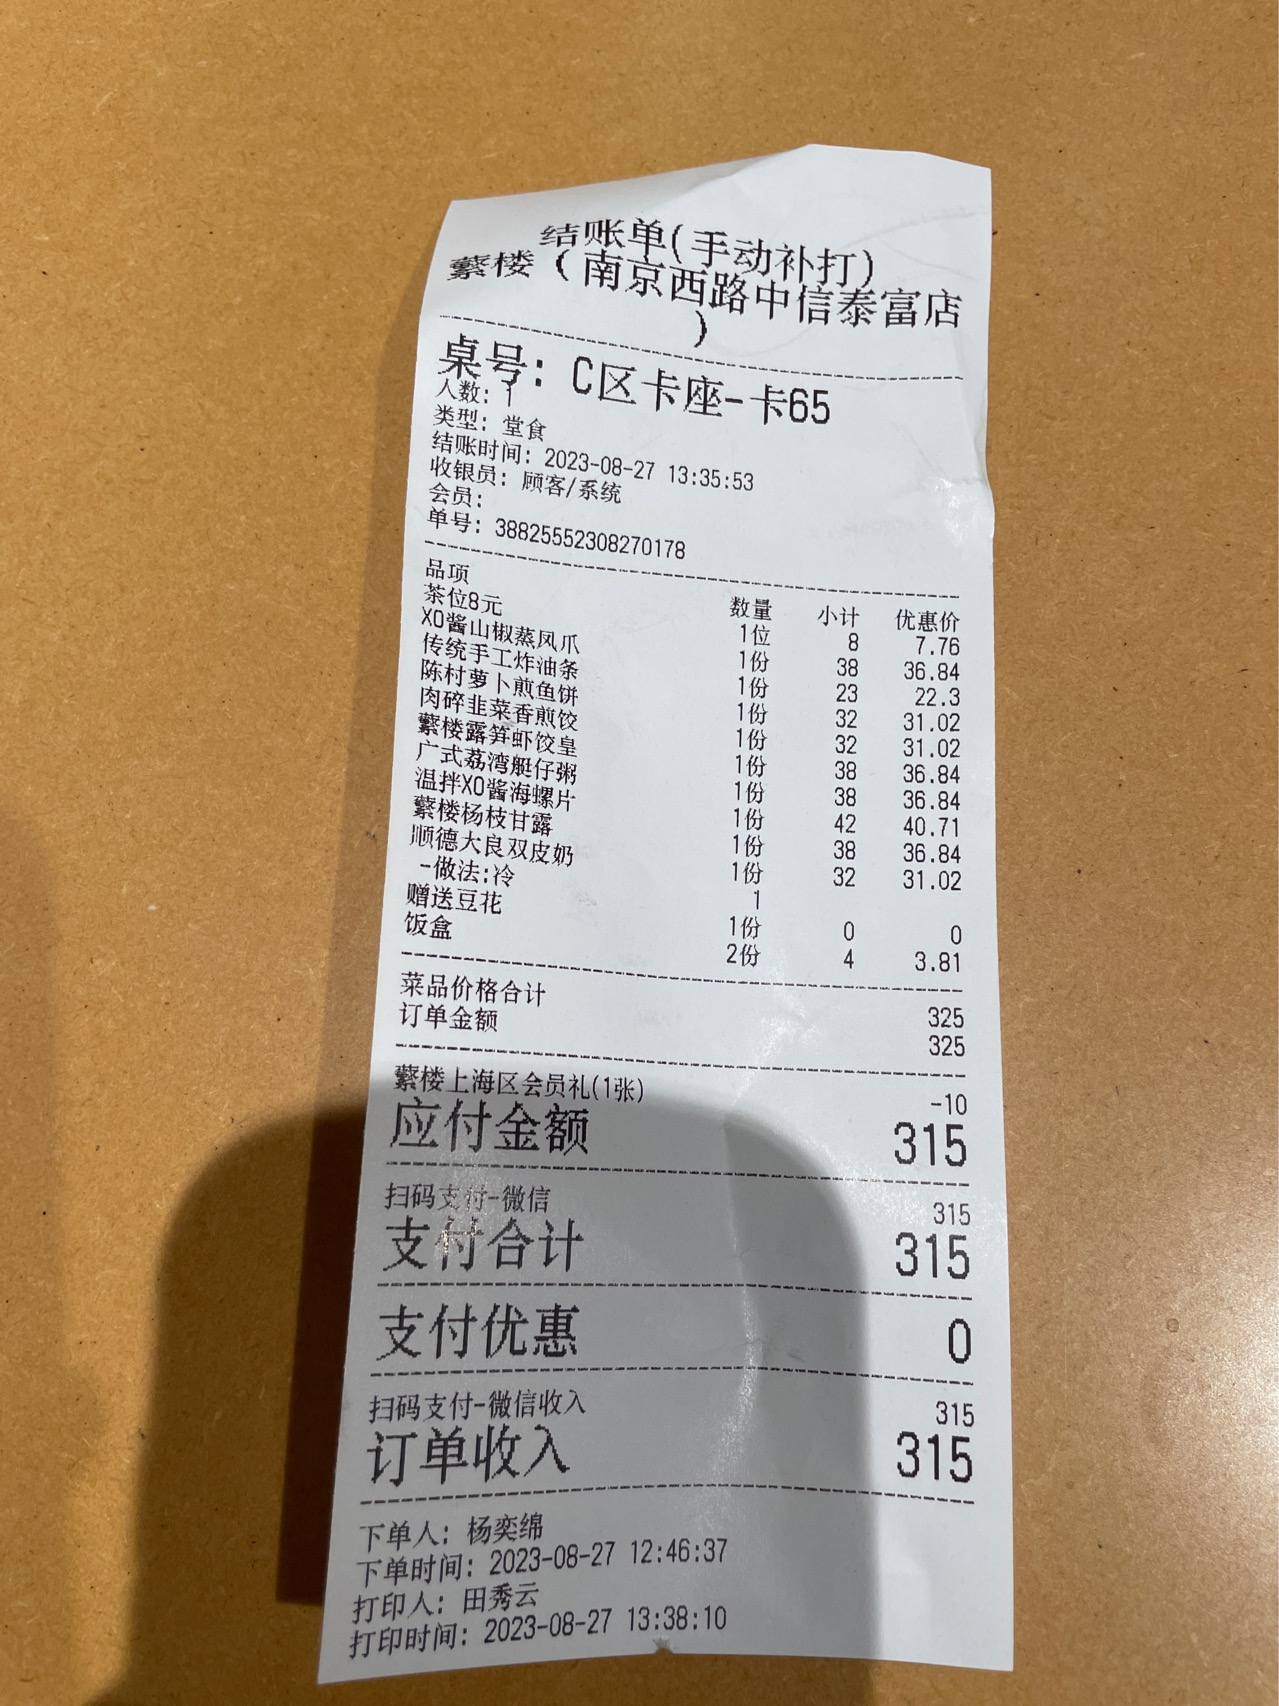 结账单(手动补打)
蘩楼（南京西路中信泰富店
）
桌号: C区卡座-卡65
人数: 1
类型: 堂食
结账时间: 2023-08-27 13:35:53
收银员: 顾客/系统
会员:
单号: 388255552308270178
品项 数量 小计 优惠价
茶位8元 1位 8 7.76
XO酱山椒蒸凤爪 1份 38 36.84
传统手工炸油条 1份 23 22.3
陈村萝卜煎鱼饼 1份 32 31.02
肉碎韭菜香煎饺 1份 32 31.02
蘩楼露笋虾饺皇 1份 38 36.84
广式荔湾艇仔粥 1份 38 36.84
温拌XO酱海螺片 1份 42 40.71
蘩楼杨枝甘露 1份 38 36.84
顺德大良双皮奶 1份 32 31.02
-做法:冷 1
赠送豆花 1份 0 0
饭盒 2份 4 3.81
菜品价格合计 325
订单金额 325
蘩楼上海区会员礼(1张) -10
应付金额 315
扫码支付-微信 315
支付合计 315
支付优惠 0
扫码支付-微信收入 315
订单收入 315
下单人: 杨奕绵
下单时间: 2023-08-27 12:46:37
打印人: 田秀云
打印时间: 2023-08-27 13:38:10